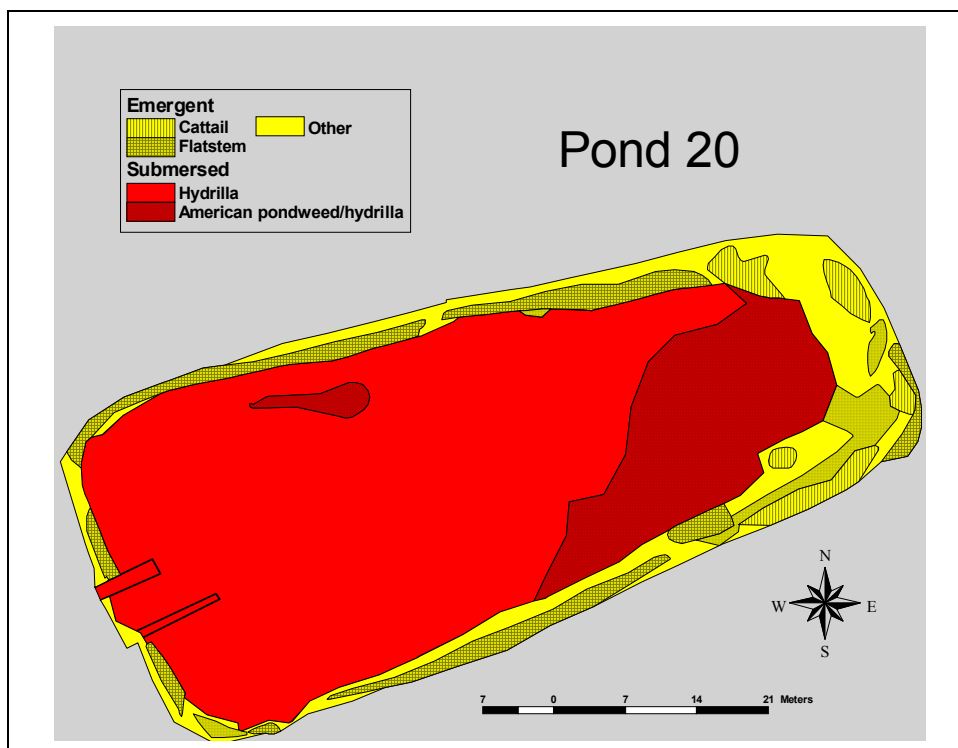 Emergent
Cattail
Other
Flatstem
Submersed
Hydrilla
American pondweed/hydrilla
Pond 20
N
W
E
S
7 0 7 14 21 Meters